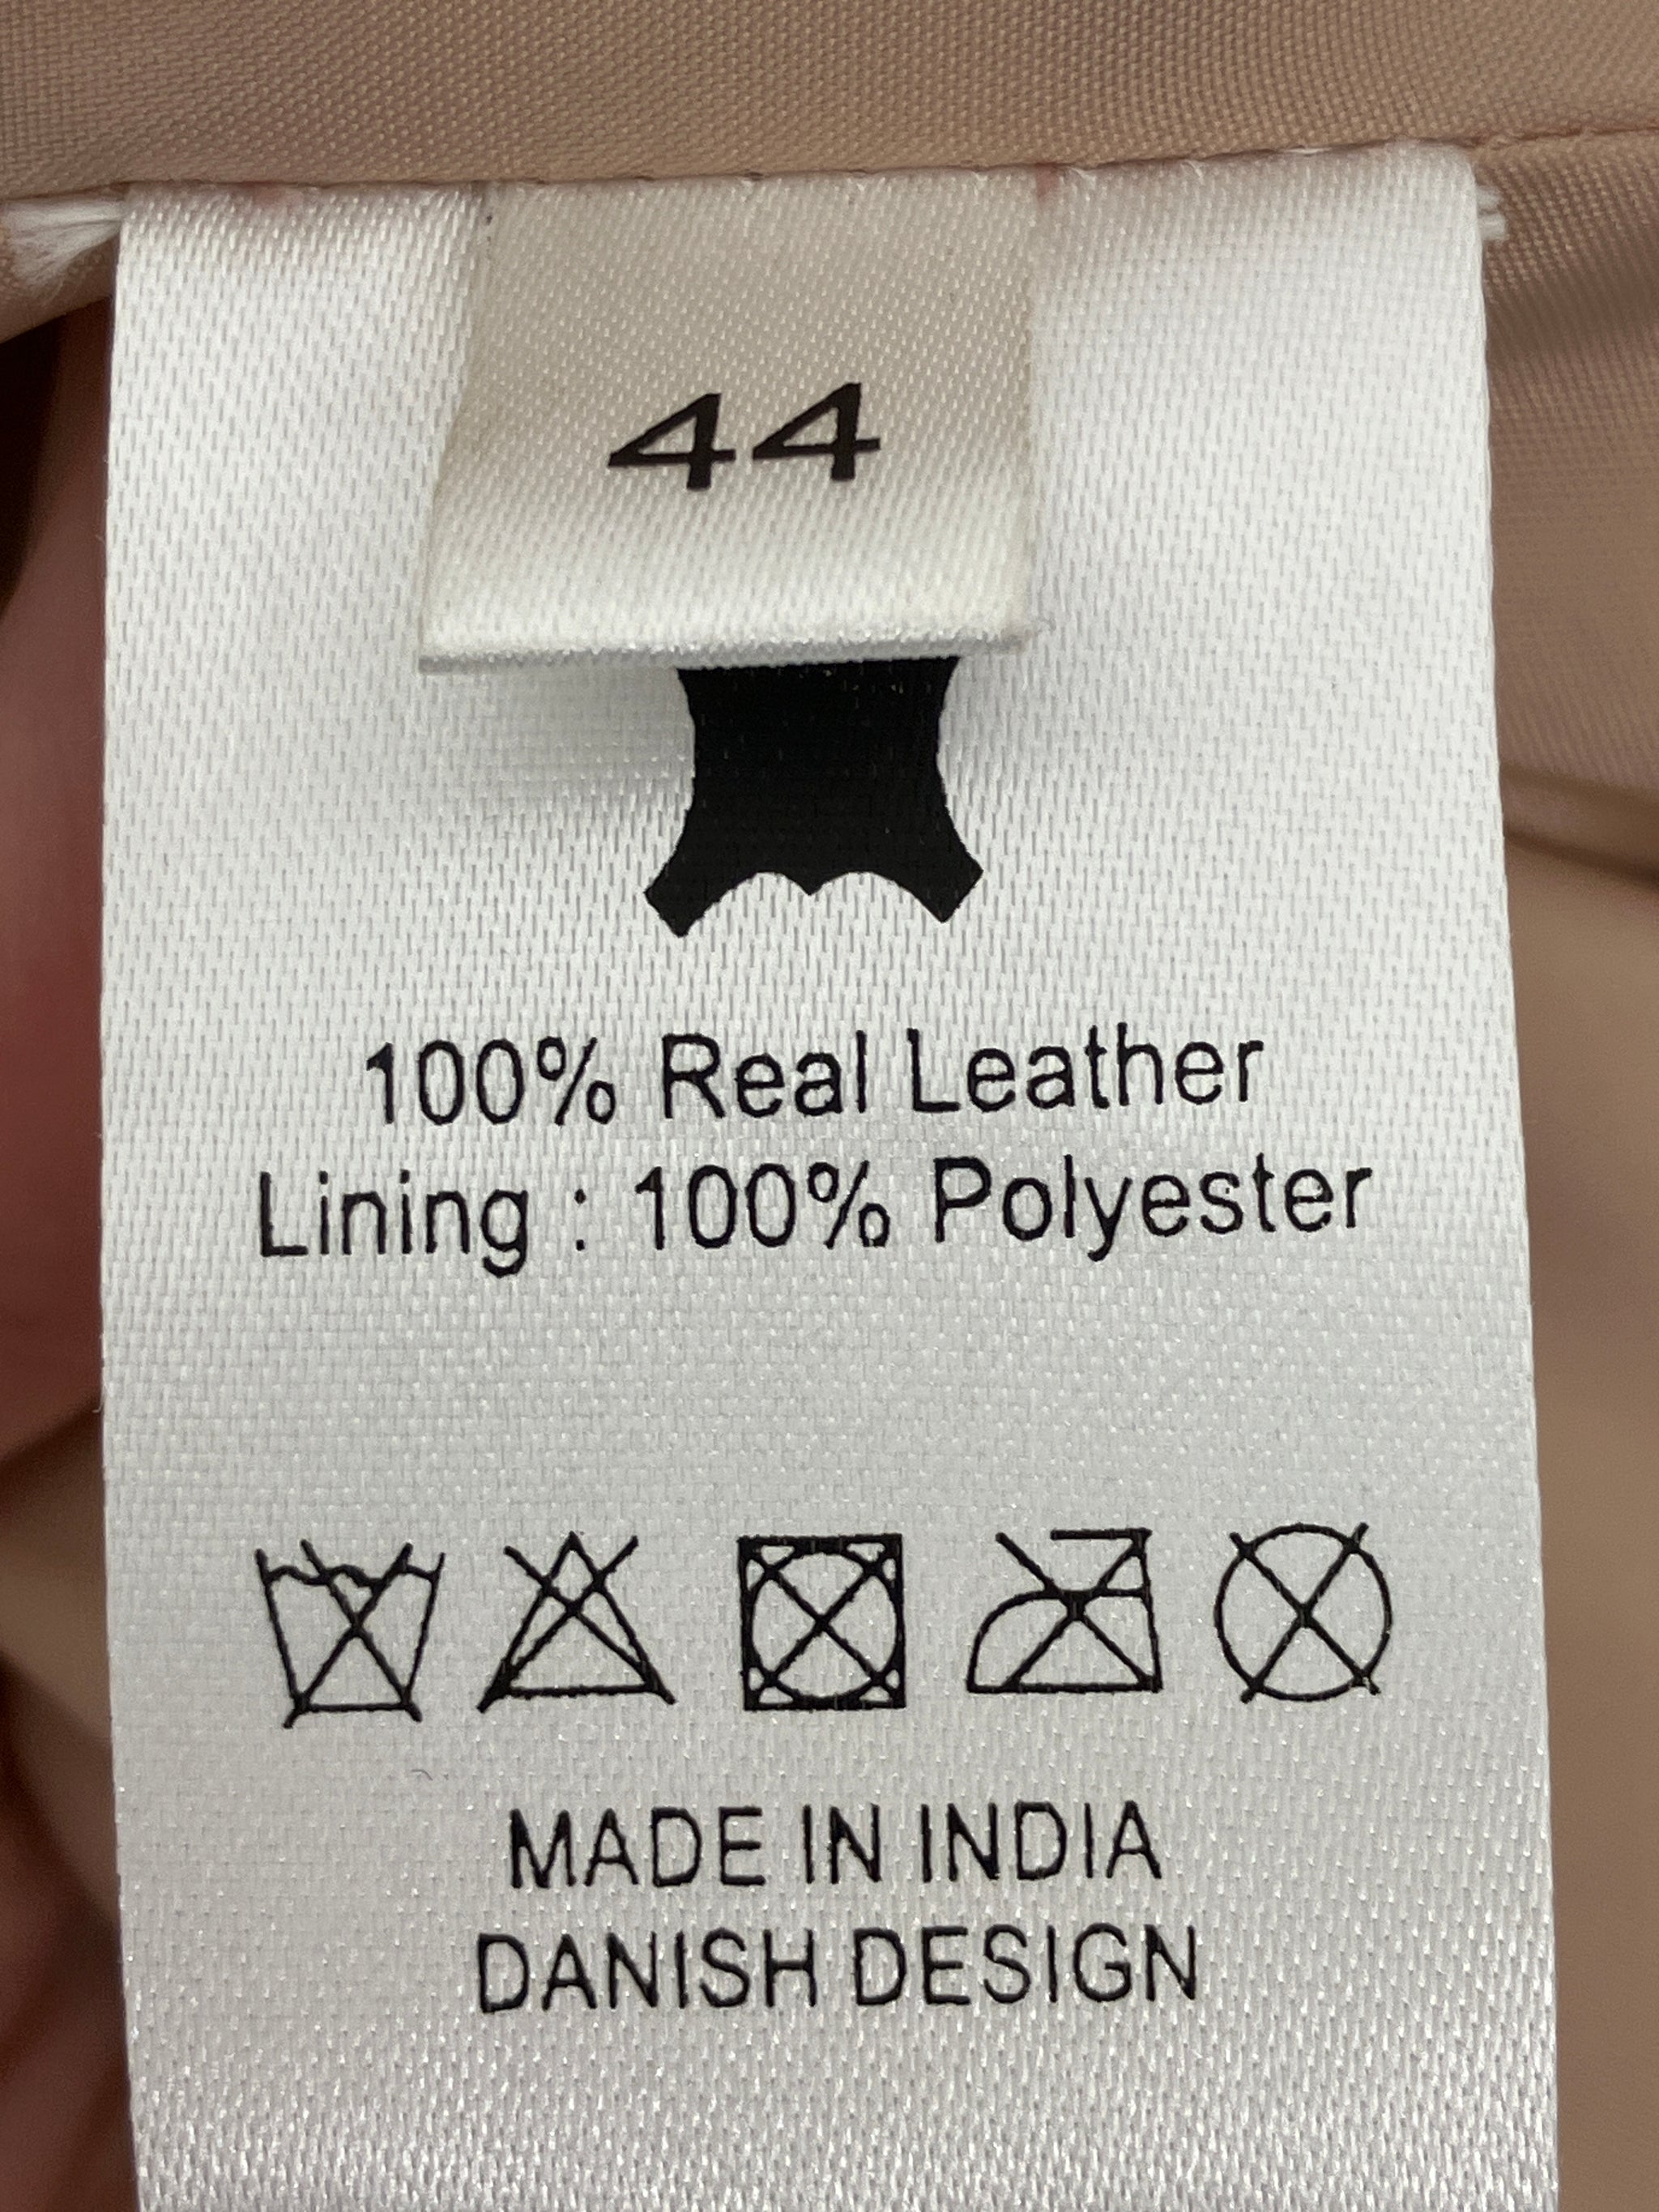 44
100% Real Leather
Lining : 100% Polyester
MADE IN INDIA
DANISH DESIGN